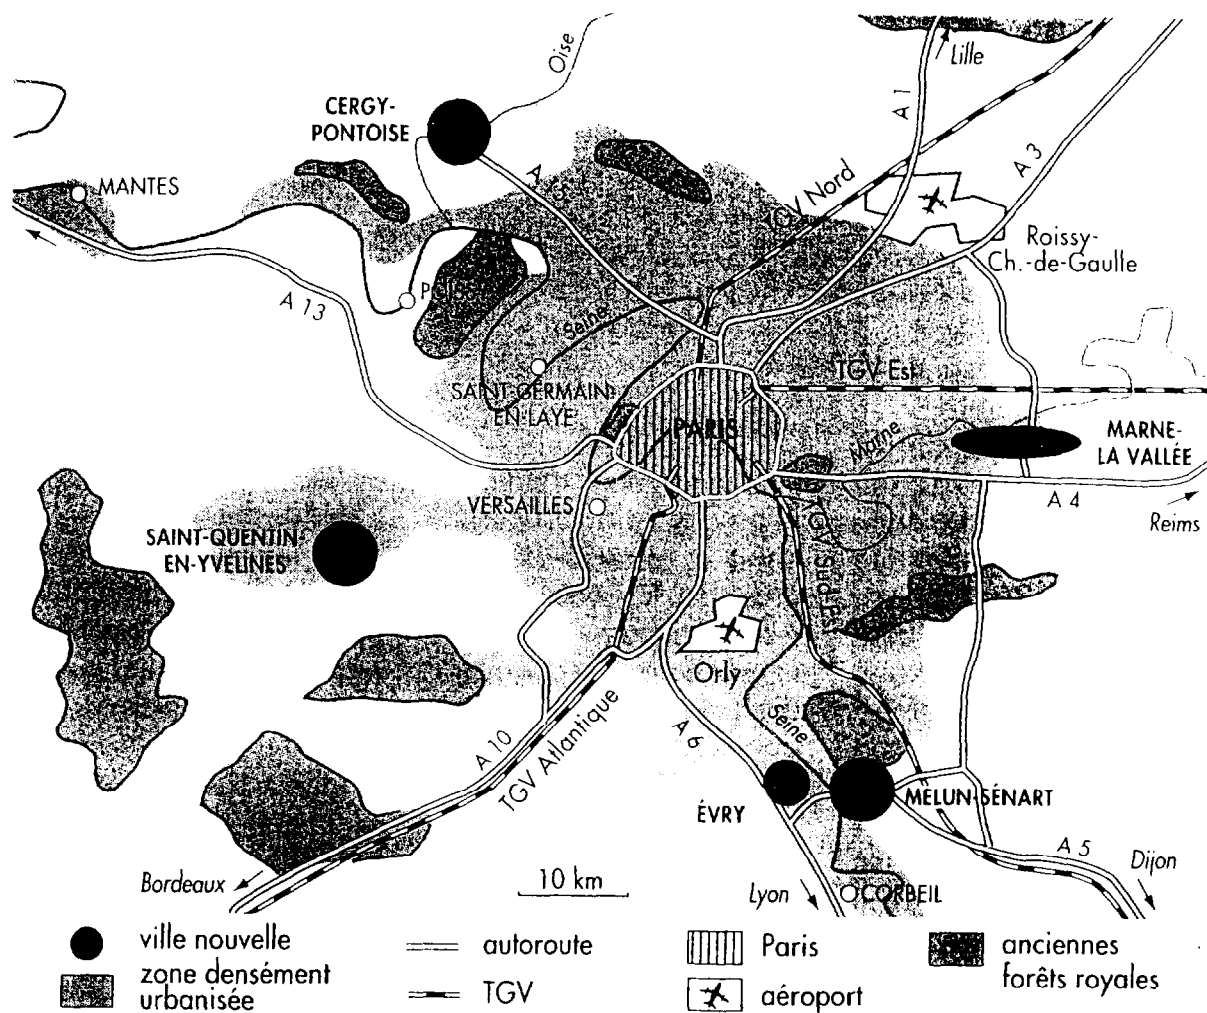 Oise
Lille
CERGY-
PONTOISE
A 1
A 3
MANTES
A
Nord
Roissy-
Ch.-de-Gaulle
A 13
Seine
TGV Est
SAINT-GERMAIN-
EN-LAYE
PARIS
Marne
MARNE-
LA VALLÉE
VERSAILLES
A 4
Reims
SAINT-QUENTIN-
EN-YVELINES
Orly
Seine
A 6
A 10
TGV Atlantique
ÉVRY
MELUN-SÉNART
A 5
Dijon
Bordeaux
10 km
Lyon
CORBEIL
ville nouvelle
zone densément
urbanisée
autoroute
TGV
Paris
aéroport
anciennes
forêts royales